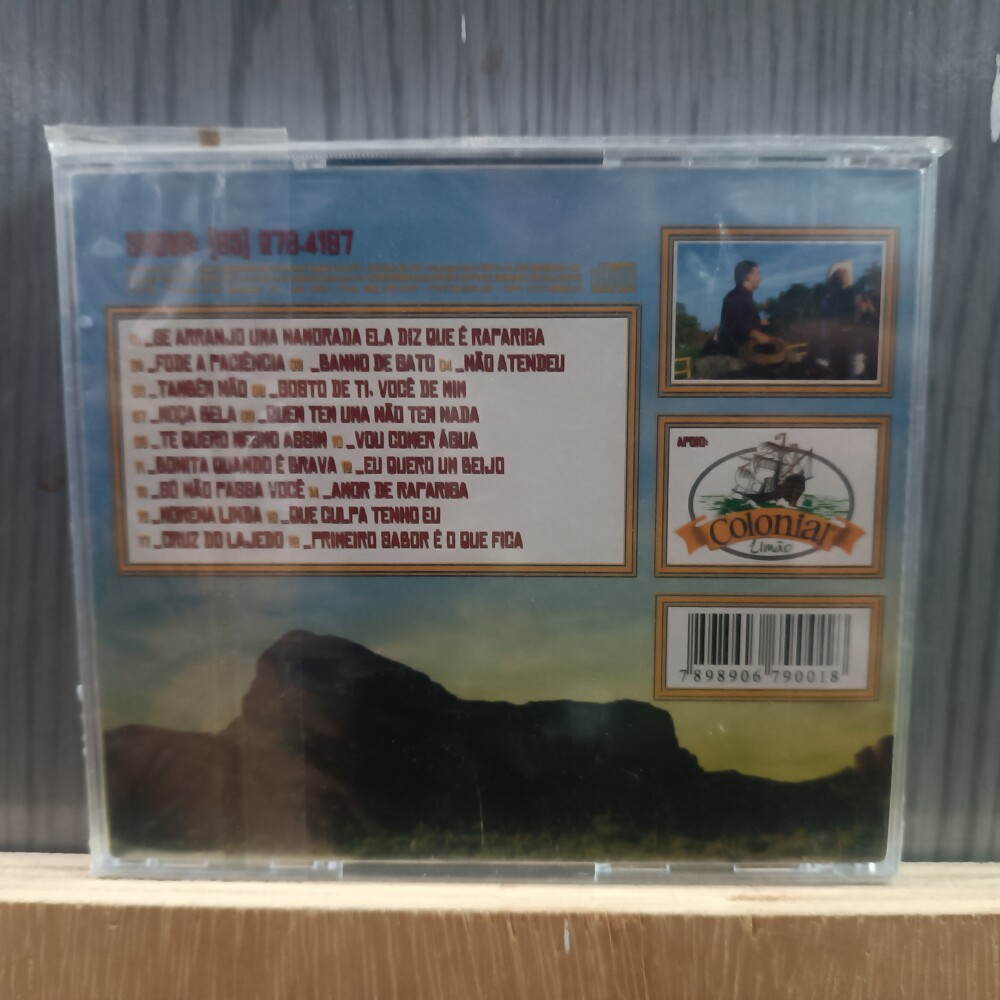 (85) 878-4197
01_SE ARRANJO UMA NAMORADA ELA DIZ QUE É RAPARIGA
02_FODE A PACIÊNCIA 03_BANHO DE GATO 04_NÃO ATENDEU
05_TAMBÉM NÃO 06_GOSTO DE TI, VOCÊ DE MIM
07_MOÇA BELA 08_QUEM TEM UMA NÃO TEM NADA
09_TE QUERO MESMO ASSIM 10_VOU COMER ÁGUA
11_BONITA QUANDO É BRAVA 12_EU QUERO UM BEIJO
13_SÓ NÃO PASSA VOCÊ 14_AMOR DE RAPARIGA
15_MORENA LINDA 16_QUE CULPA TENHO EU
17_CRUZ DO LAJEDO 18_PRIMEIRO SABOR É O QUE FICA
APOIO:
Colonial
Limão
7 898906 790018